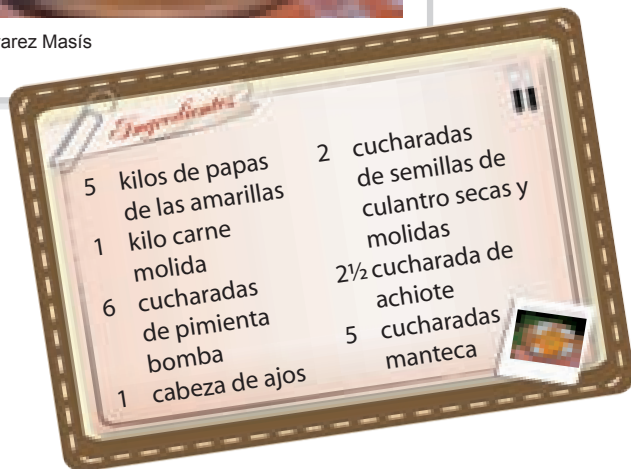 arez Masís
Ingredientes
5 kilos de papas
de las amarillas
1 kilo carne
molida
6 cucharadas
de pimienta
bomba
1 cabeza de ajos
2 cucharadas
de semillas de
culantro secas y
molidas
2½ cucharada de
achiote
5 cucharadas
manteca